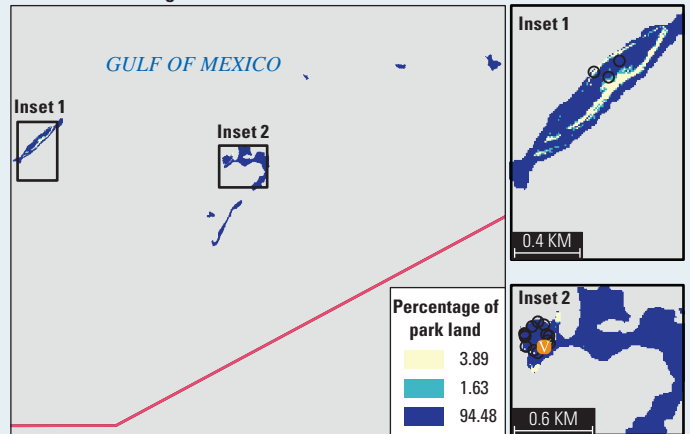 Inset 1
GULF OF MEXICO
Inset 1
Inset 2
0.4 KM
Percentage of
park land
3.89
1.63
94.48
Inset 2
V
0.6 KM